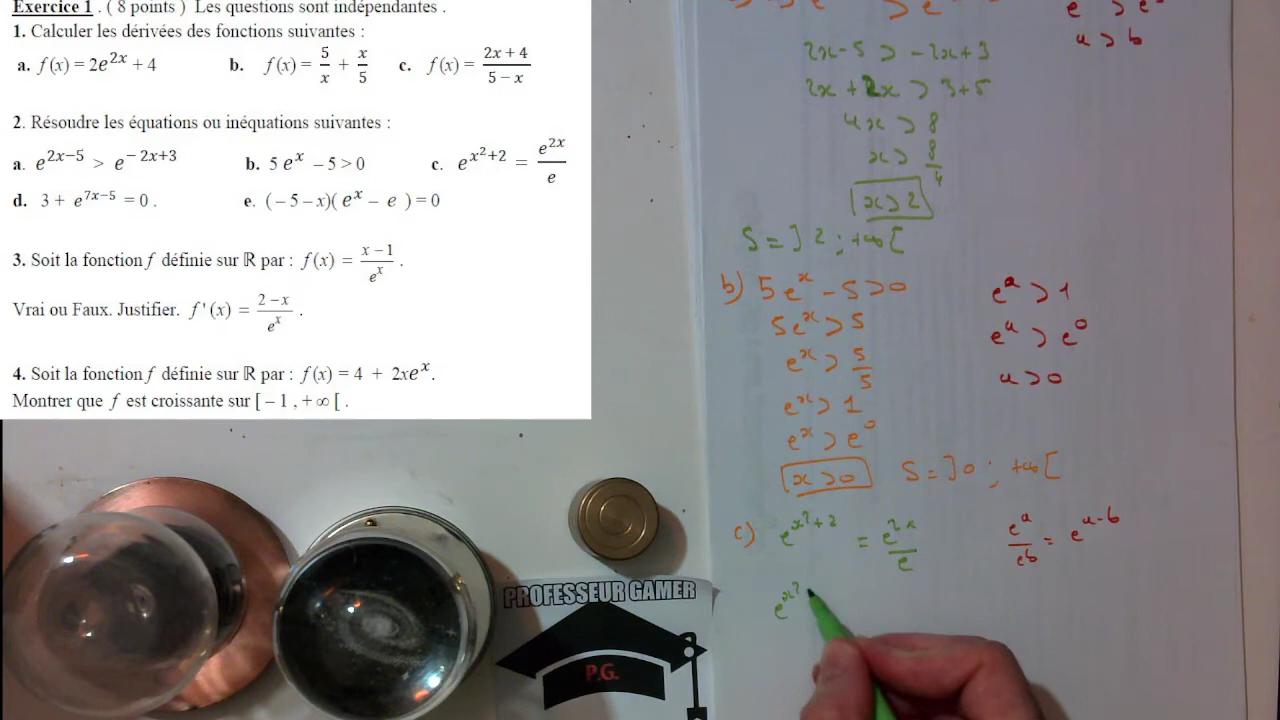 Exercice 1 . ( 8 points ) Les questions sont indépendantes .
1. Calculer les dérivées des fonctions suivantes :
a. f(x) = 2e^{2x} + 4 b. f(x) = 5/x + x/5 c. f(x) = (2x + 4)/(5 − x)
2. Résoudre les équations ou inéquations suivantes :
a. e^{2x−5} > e^{− 2x+3} b. 5 e^x − 5 > 0 c. e^{x²+2} = e^{2x}/e
d. 3 + e^{7x−5} = 0 . e. (− 5 − x)( e^x − e ) = 0
3. Soit la fonction f définie sur ℝ par : f(x) = (x − 1)/e^x .
Vrai ou Faux. Justifier. f '(x) = (2 − x)/e^x .
4. Soit la fonction f définie sur ℝ par : f(x) = 4 + 2xe^x.
Montrer que f est croissante sur [ − 1 , + ∞ [ .
PROFESSEUR GAMER
P.G.
2x-5 > -2x+3
2x + 2x > 3+5
4x > 8
x > 8/4
x > 2
S = ] 2 ; +∞ [
b) 5e^x - 5 > 0
5e^x > 5
e^x > 5/5
e^x > 1
e^x > e^0
x > 0 S = ] 0 ; +∞ [
a > b
e^a > 1
e^a > e^0
a > 0
c) e^{x²+2} = e^{2x}/e
e^a/e^b = e^{a-b}
e^{x²